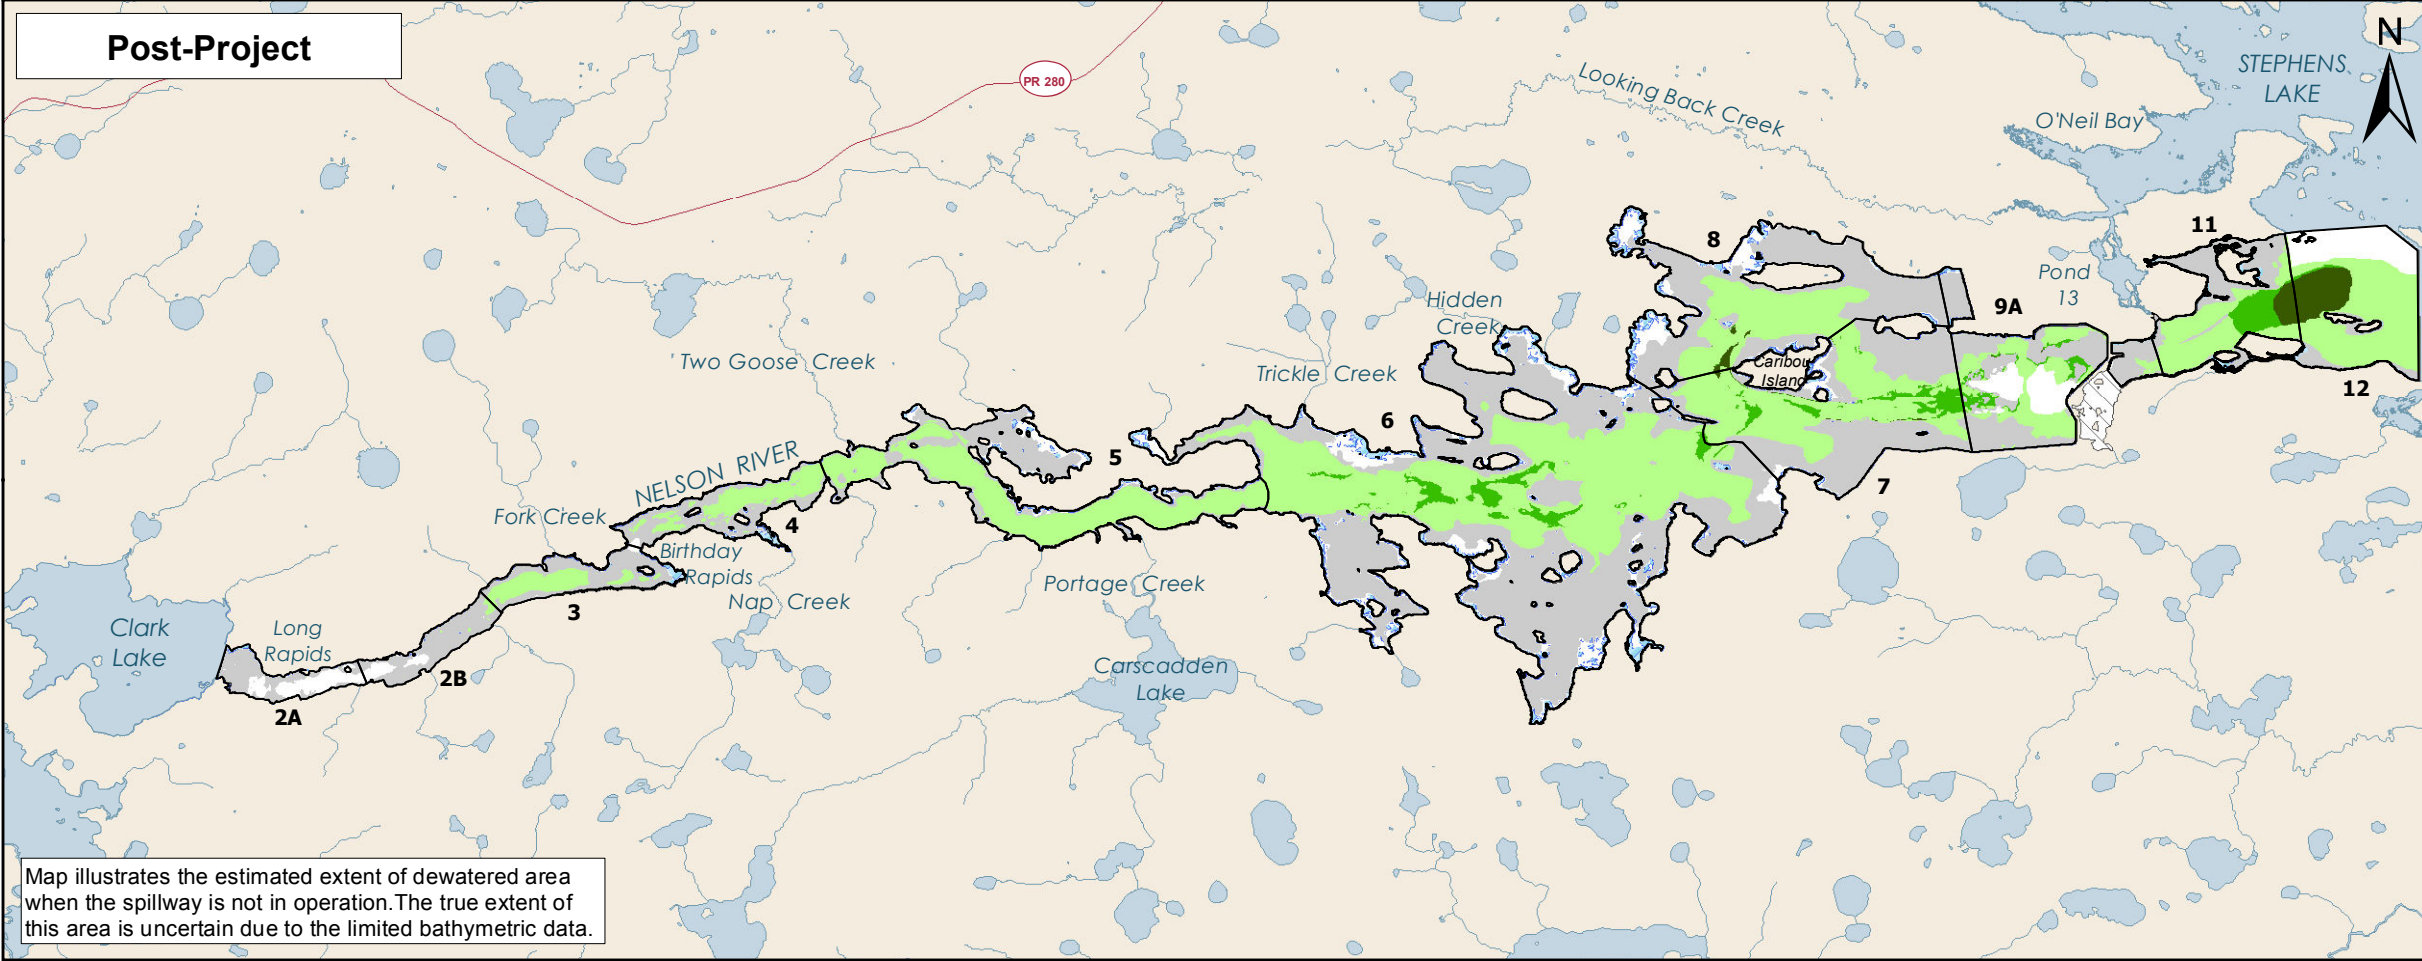 Post-Project
N
PR 280
STEPHENS
LAKE
Looking Back Creek
O'Neil Bay
11
8
Pond
13
9A
Hidden
Creek
Two Goose Creek
Trickle Creek
Caribou
Island
12
6
5
NELSON RIVER
7
Fork Creek
4
Birthday
Rapids
Portage Creek
Nap Creek
3
Clark
Lake
Long
Rapids
2B
Carscadden
Lake
2A
Map illustrates the estimated extent of dewatered area
when the spillway is not in operation.The true extent of
this area is uncertain due to the limited bathymetric data.